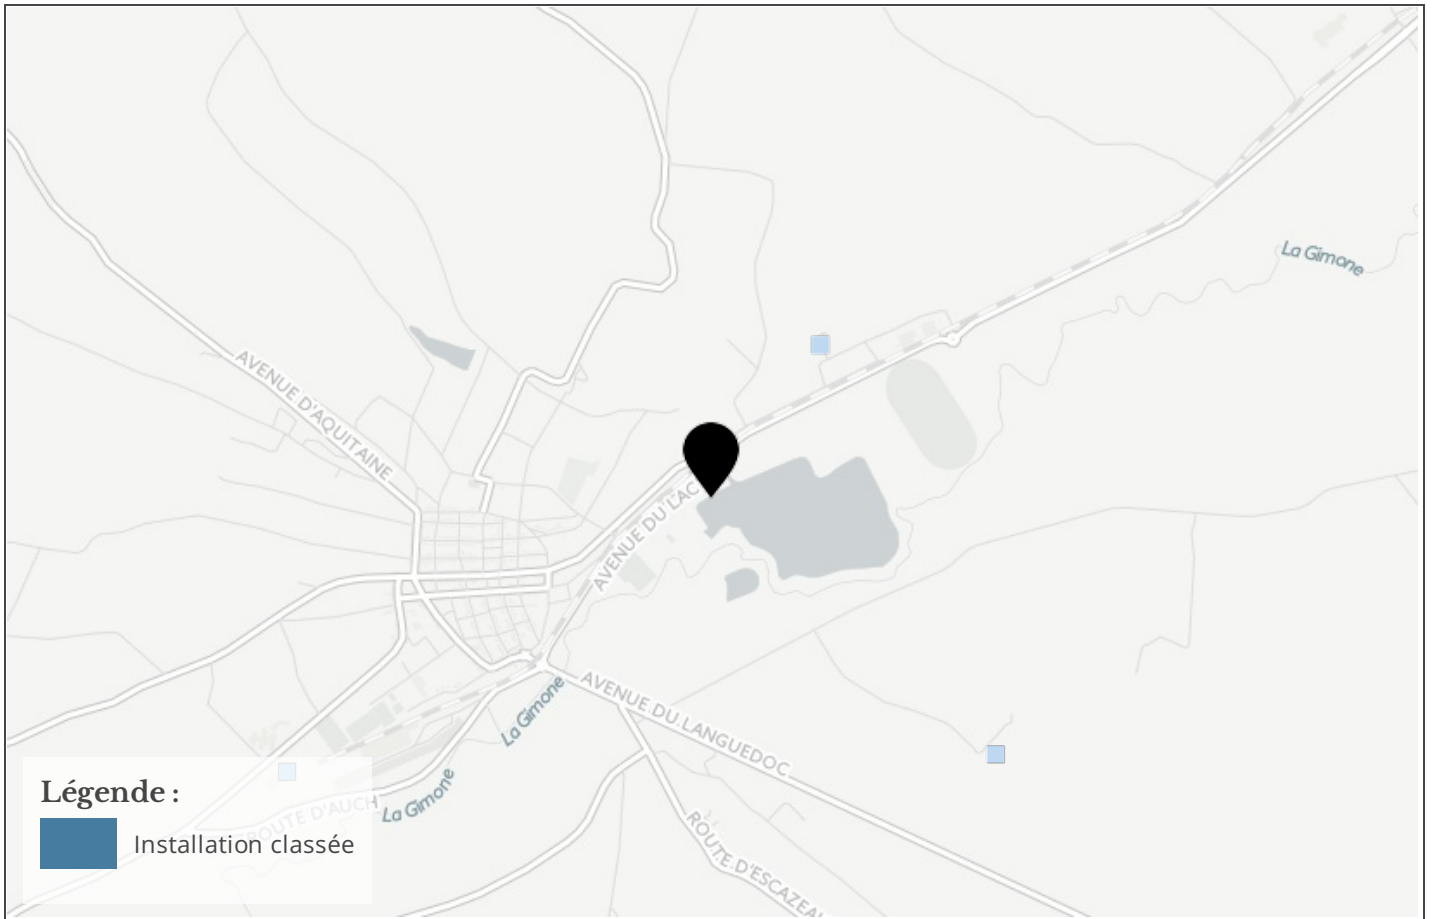 La Gimone
AVENUE D'AQUITAINE
AVENUE DU LAC
La Gimone
AVENUE DU LANGUEDOC
La Gimone
ROUTE D'AUCH
ROUTE D'ESCAZEAU
Légende :
Installation classée